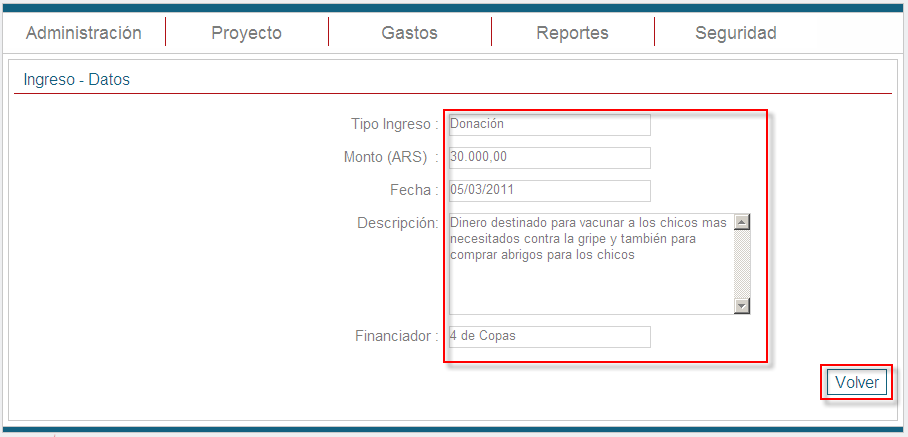 Administración Proyecto Gastos Reportes Seguridad
Ingreso - Datos
Tipo Ingreso : Donación
Monto (ARS) : 30.000,00
Fecha : 05/03/2011
Descripción: Dinero destinado para vacunar a los chicos mas
necesitados contra la gripe y también para
comprar abrigos para los chicos
Financiador : 4 de Copas
Volver